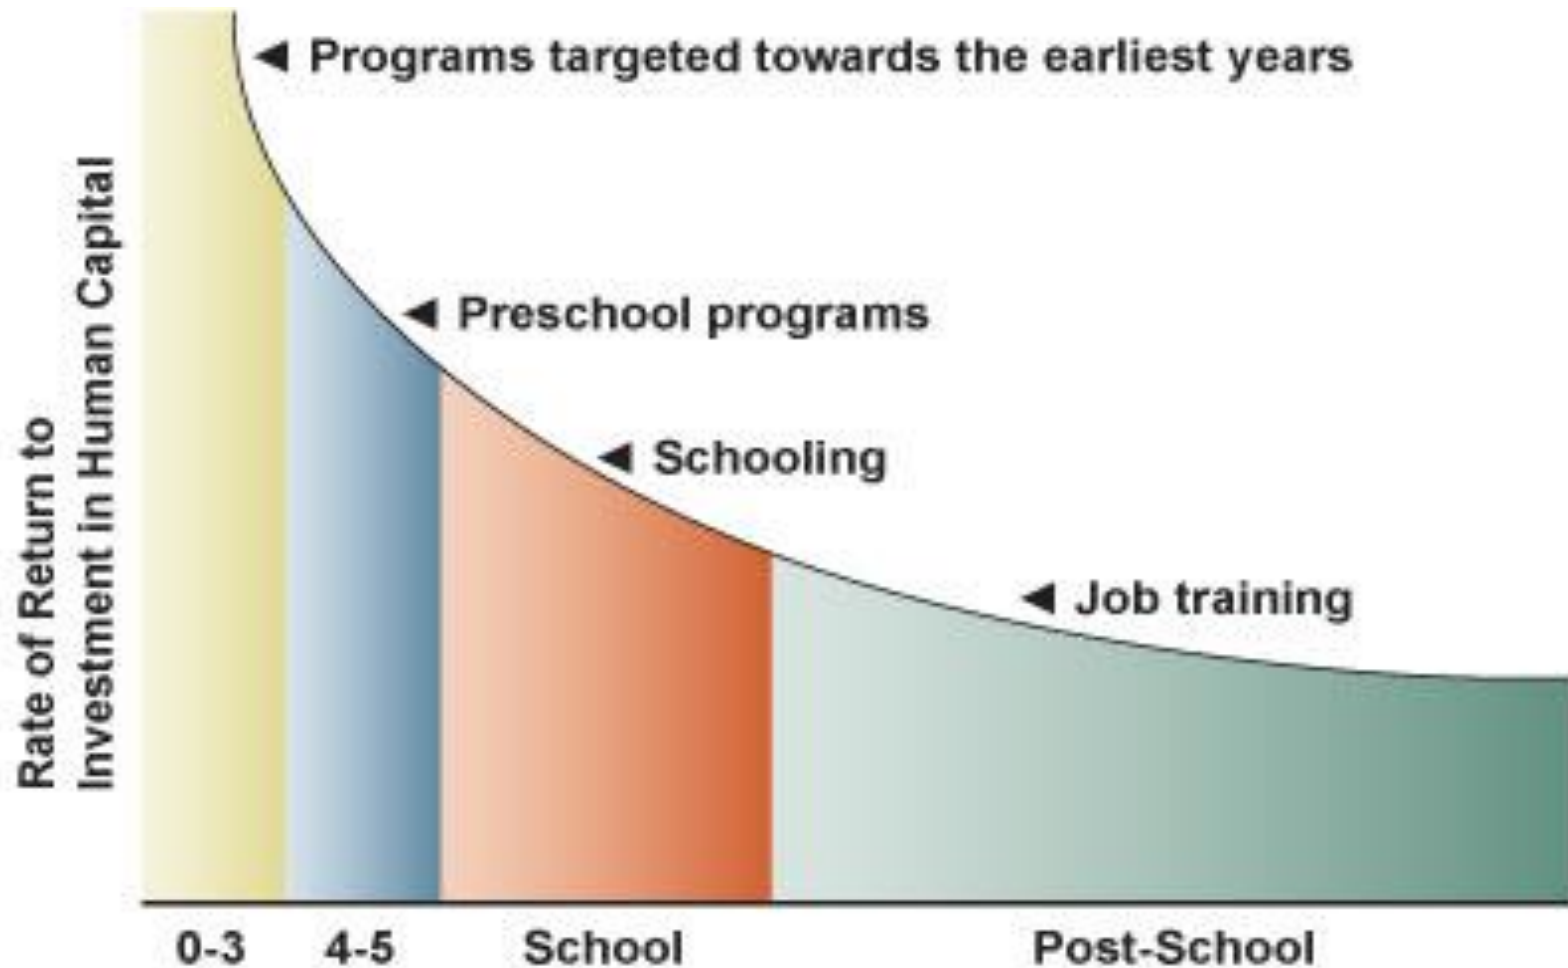 Programs targeted towards the earliest years
Preschool programs
Schooling
Job training
Rate of Return to
Investment in Human Capital
0-3
4-5
School
Post-School